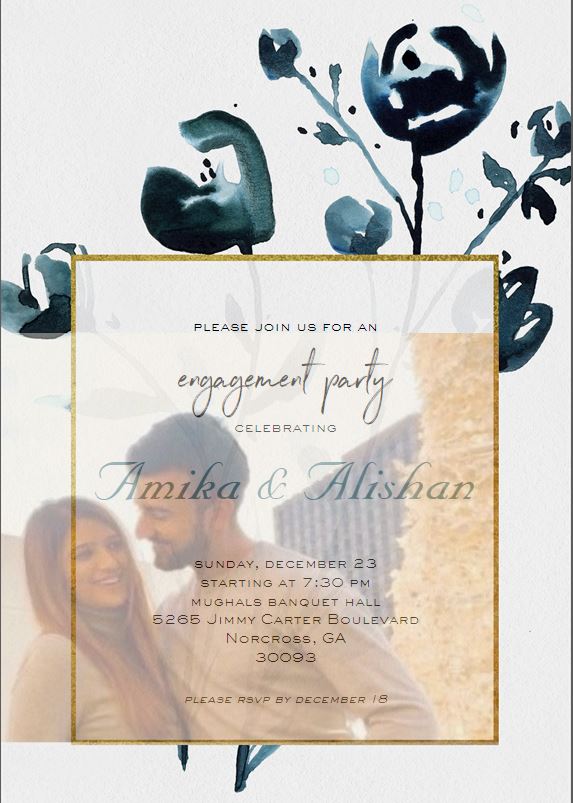 PLEASE JOIN US FOR AN
engagement party
CELEBRATING
Amika & Alishan
SUNDAY, DECEMBER 23
STARTING AT 7:30 PM
MUGHALS BANQUET HALL
5265 JIMMY CARTER BOULEVARD
NORCROSS, GA
30093
PLEASE RSVP BY DECEMBER 18